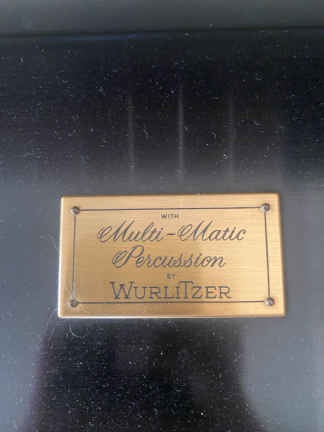 WITH
Multi-Matic
Percussion
BY
WURLITZER